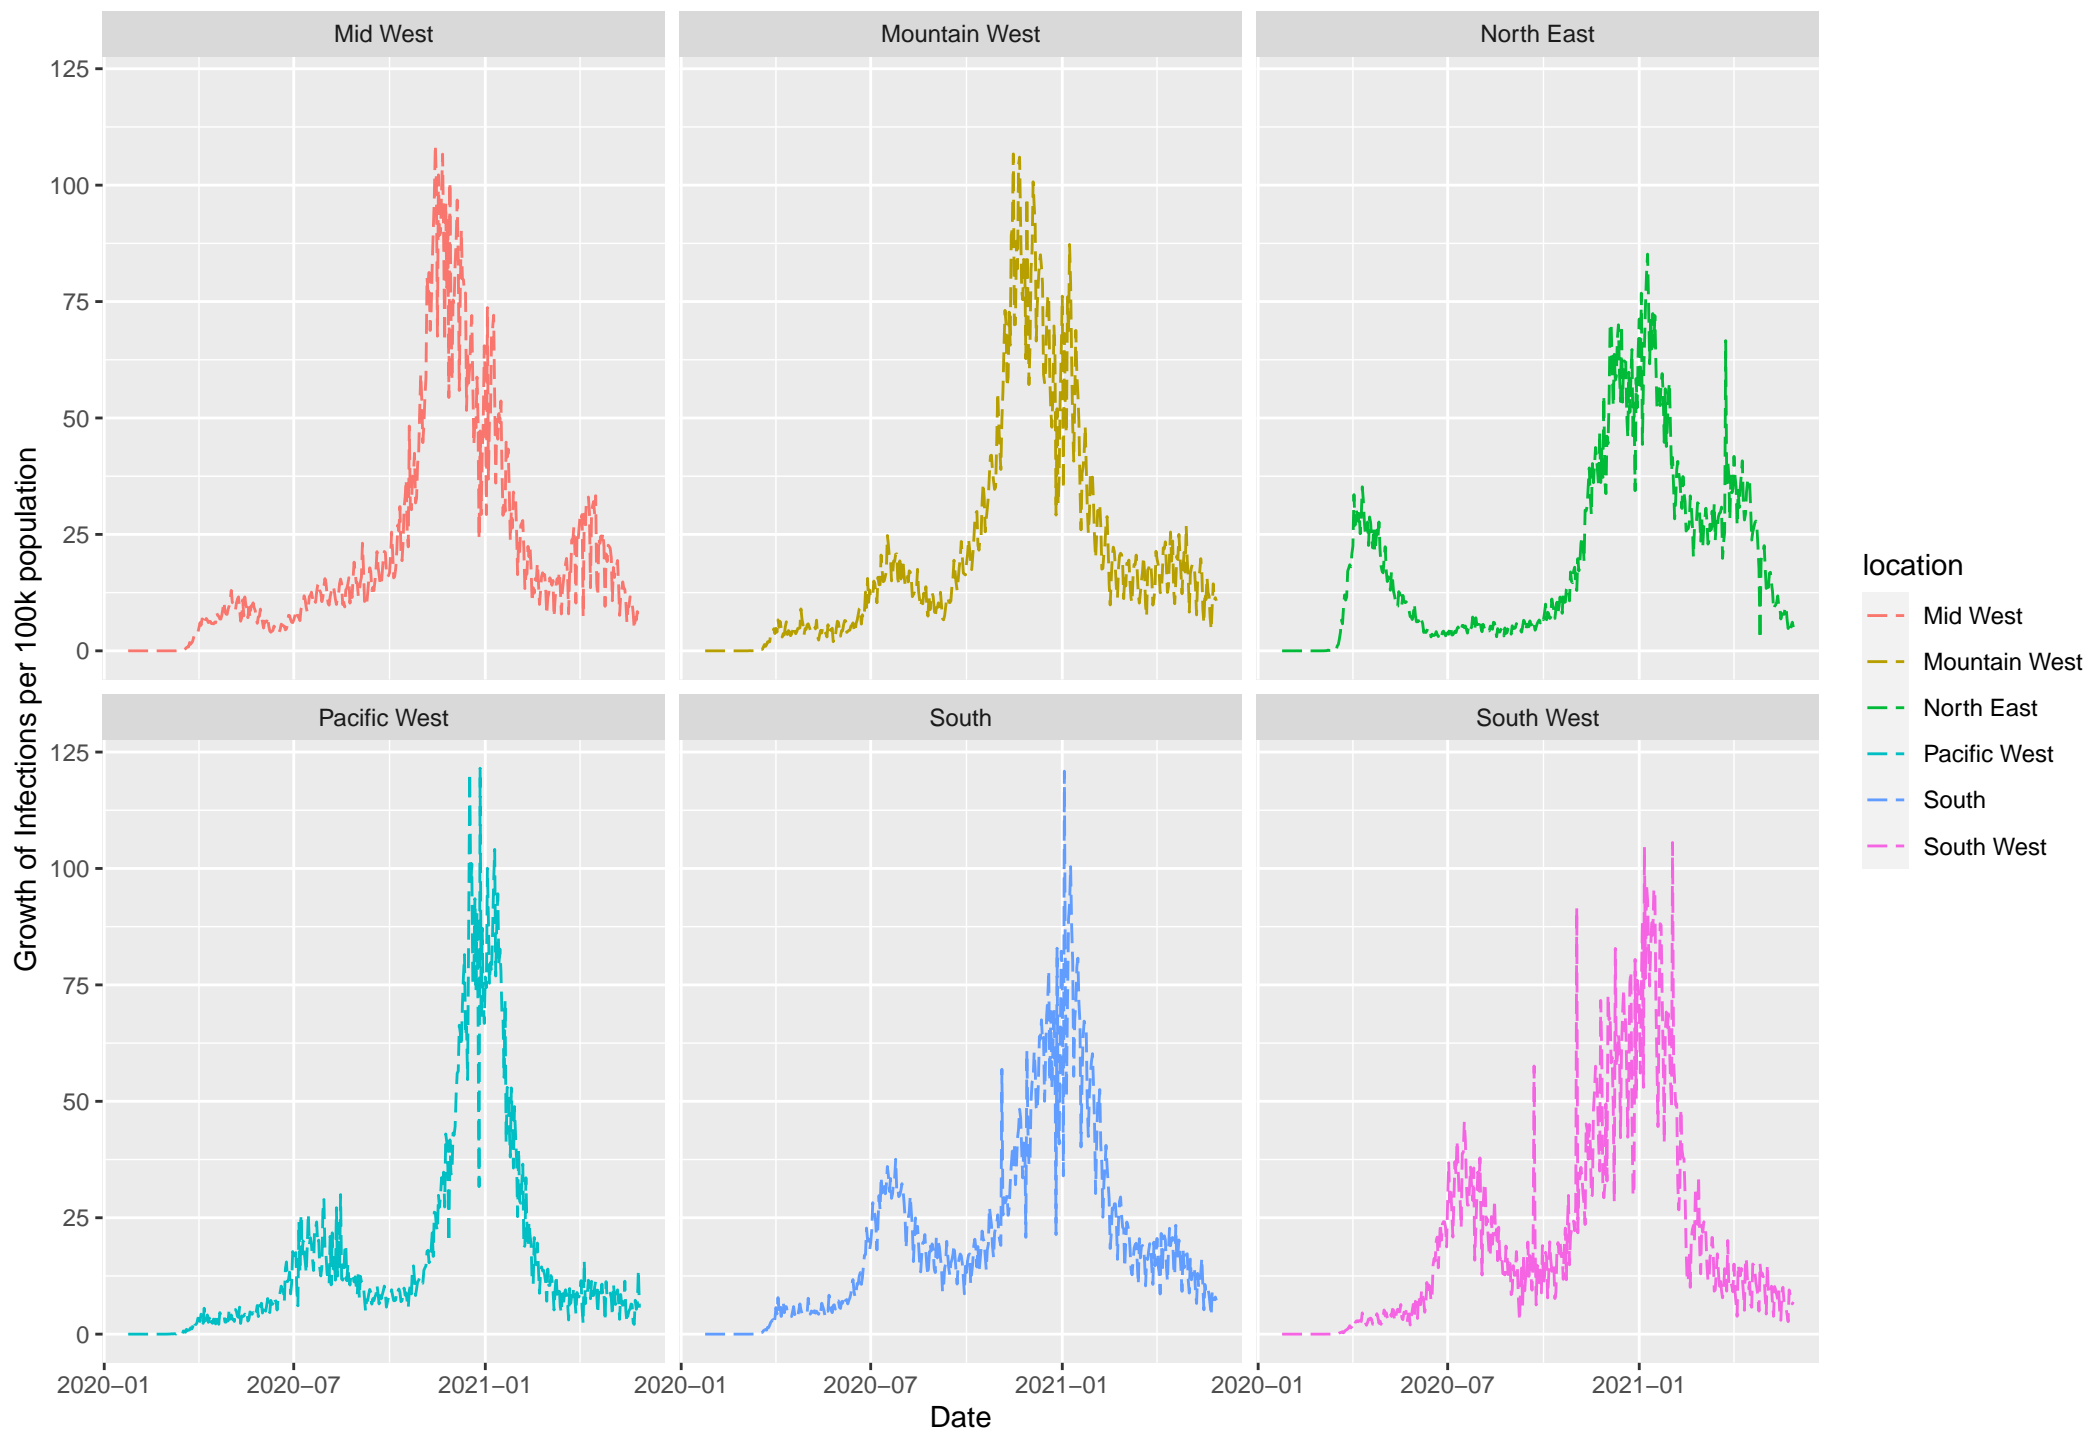 Mid West
Mountain West
North East
125
100
75
50
25
0
Pacific West
South
South West
125
100
75
50
25
0
2020–01
2020–07
2021–01
2020–01
2020–07
2021–01
2020–01
2020–07
2021–01
Date
Growth of Infections per 100k population
location
Mid West
Mountain West
North East
Pacific West
South
South West